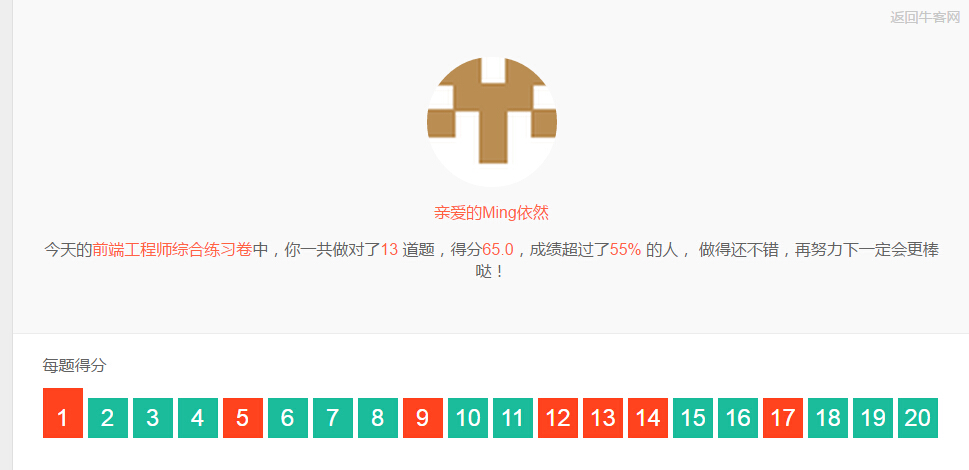 返回牛客网
亲爱的Ming依然
今天的前端工程师综合练习卷中，你一共做对了13 道题，得分65.0，成绩超过了55% 的人， 做得还不错，再努力下一定会更棒
哒！
每题得分
1 2 3 4 5 6 7 8 9 10 11 12 13 14 15 16 17 18 19 20